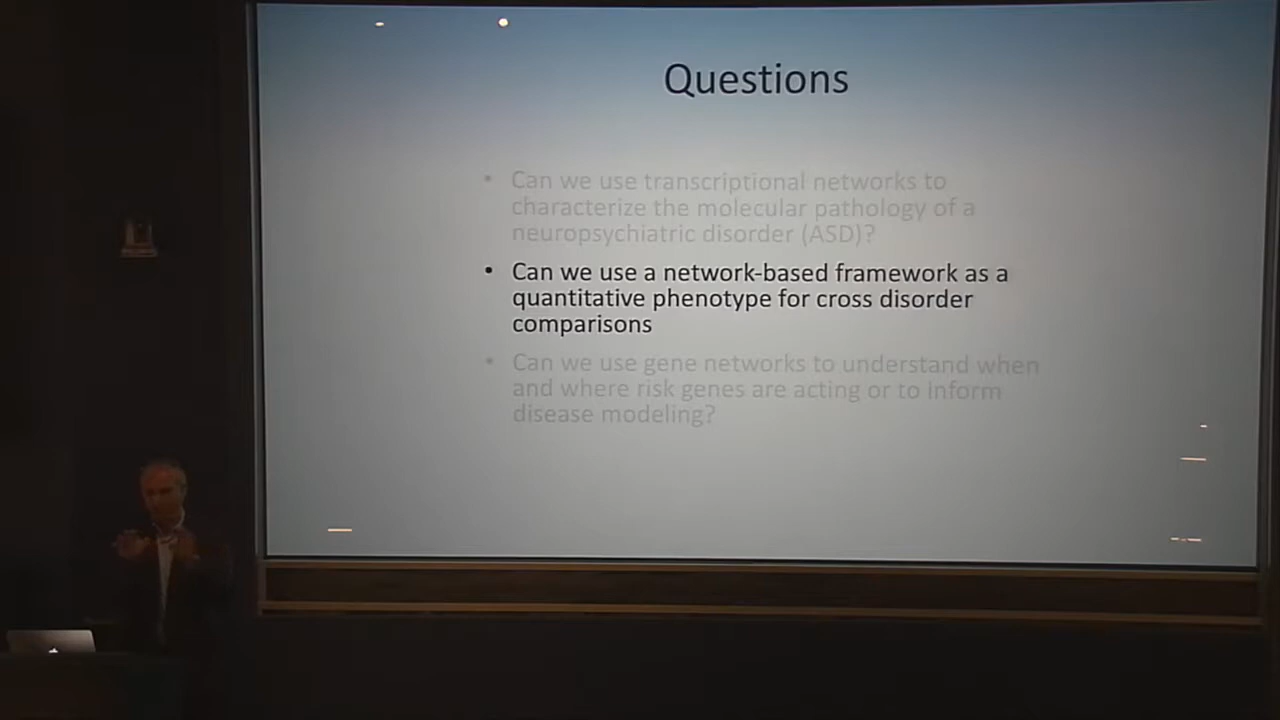 Questions
• Can we use transcriptional networks to
characterize the molecular pathology of a
neuropsychiatric disorder (ASD)?
• Can we use a network-based framework as a
quantitative phenotype for cross disorder
comparisons
• Can we use gene networks to understand when
and where risk genes are acting or to inform
disease modeling?